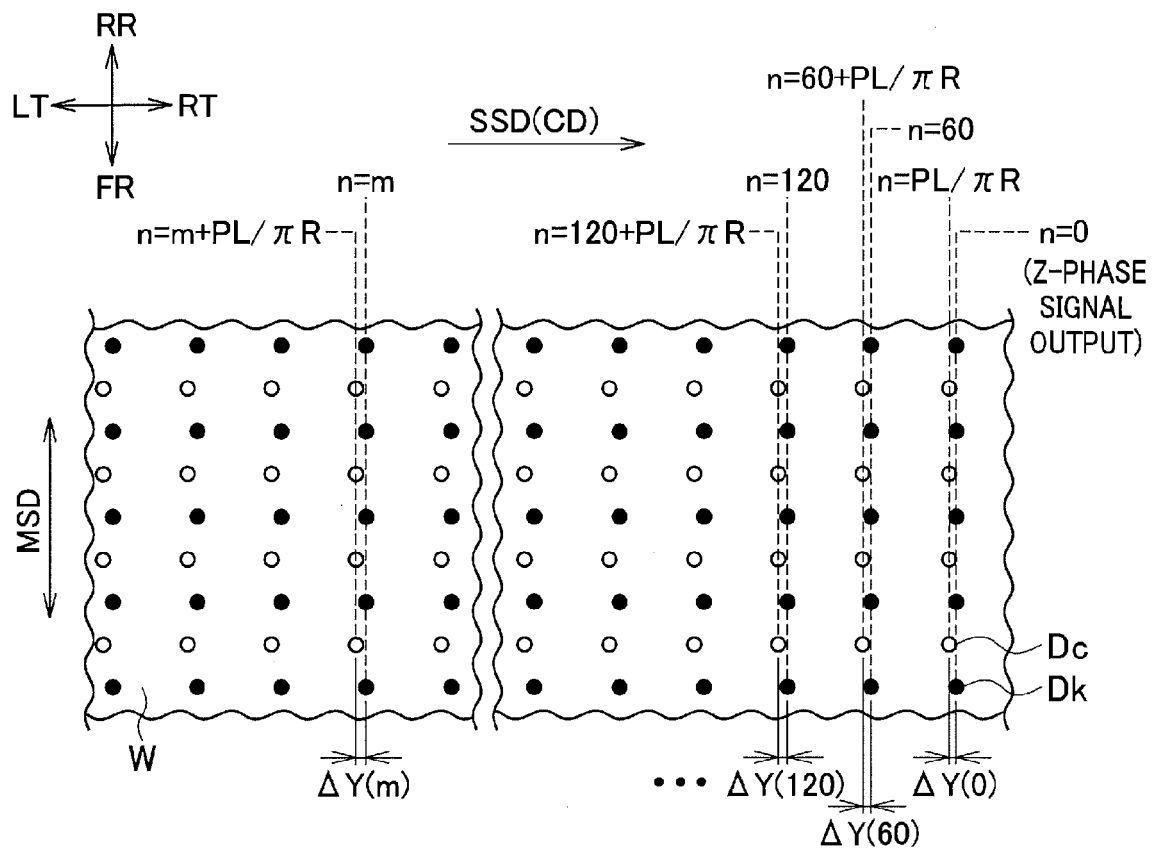 RR
n=60+PL/πR
LT
RT
SSD(CD)
n=60
FR
n=m
n=120
n=PL/πR
n=m+PL/πR
n=120+PL/πR
n=0
(Z-PHASE
SIGNAL
OUTPUT)
MSD
Dc
Dk
W
ΔY(m)
•••
ΔY(120)
ΔY(0)
ΔY(60)